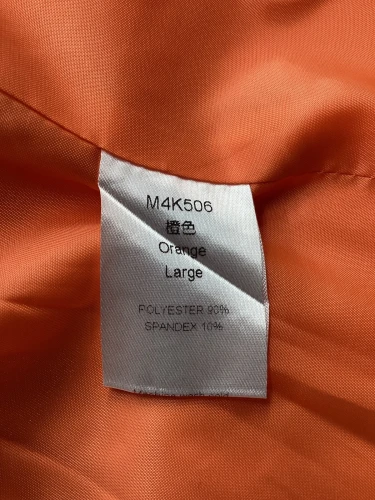 M4K506
橙色
Orange
Large
POLYESTER 90%
SPANDEX 10%